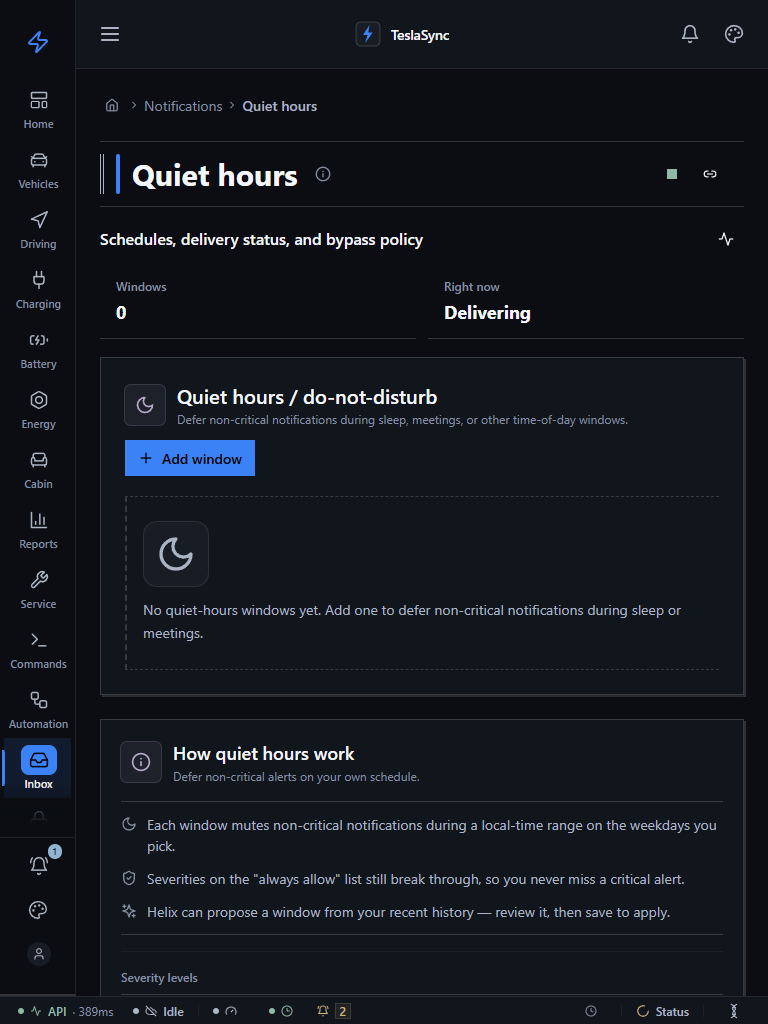 TeslaSync
Home
Vehicles
Driving
Charging
Battery
Energy
Cabin
Reports
Service
Commands
Automation
Inbox
1
Notifications
Quiet hours
Quiet hours
Schedules, delivery status, and bypass policy
Windows
0
Right now
Delivering
Quiet hours / do-not-disturb
Defer non-critical notifications during sleep, meetings, or other time-of-day windows.
Add window
No quiet-hours windows yet. Add one to defer non-critical notifications during sleep or
meetings.
How quiet hours work
Defer non-critical alerts on your own schedule.
Each window mutes non-critical notifications during a local-time range on the weekdays you
pick.
Severities on the "always allow" list still break through, so you never miss a critical alert.
Helix can propose a window from your recent history — review it, then save to apply.
Severity levels
API · 389ms
Idle
2
Status